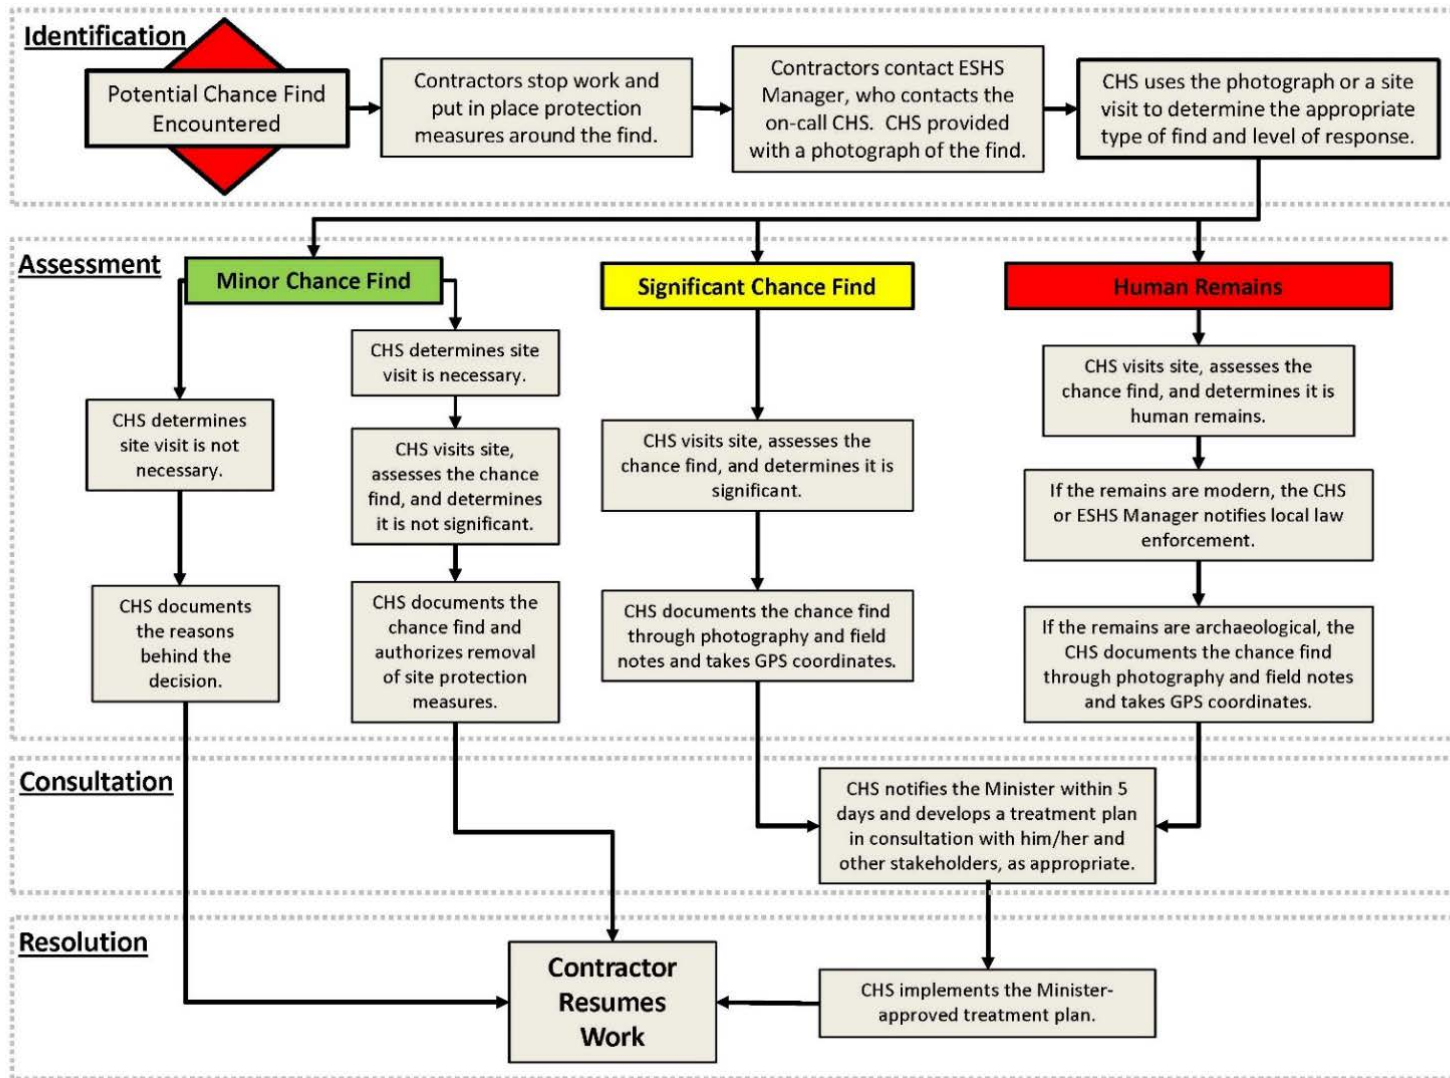 Identification
Potential Chance Find
Encountered
Contractors stop work and
put in place protection
measures around the find.
Contractors contact ESHS
Manager, who contacts the
on-call CHS. CHS provided
with a photograph of the find.
CHS uses the photograph or a site
visit to determine the appropriate
type of find and level of response.
Assessment
Minor Chance Find
Significant Chance Find
Human Remains
CHS determines
site visit is not
necessary.
CHS documents
the reasons
behind the
decision.
CHS determines site
visit is necessary.
CHS visits site,
assesses the chance
find, and determines
it is not significant.
CHS documents the
chance find and
authorizes removal
of site protection
measures.
CHS visits site, assesses the
chance find, and determines it is
significant.
CHS documents the chance find
through photography and field
notes and takes GPS coordinates.
CHS visits site, assesses the
chance find, and determines it is
human remains.
If the remains are modern, the CHS
or ESHS Manager notifies local law
enforcement.
If the remains are archaeological, the
CHS documents the chance find
through photography and field notes
and takes GPS coordinates.
Consultation
CHS notifies the Minister within 5
days and develops a treatment plan
in consultation with him/her and
other stakeholders, as appropriate.
Resolution
Contractor
Resumes
Work
CHS implements the Minister-
approved treatment plan.